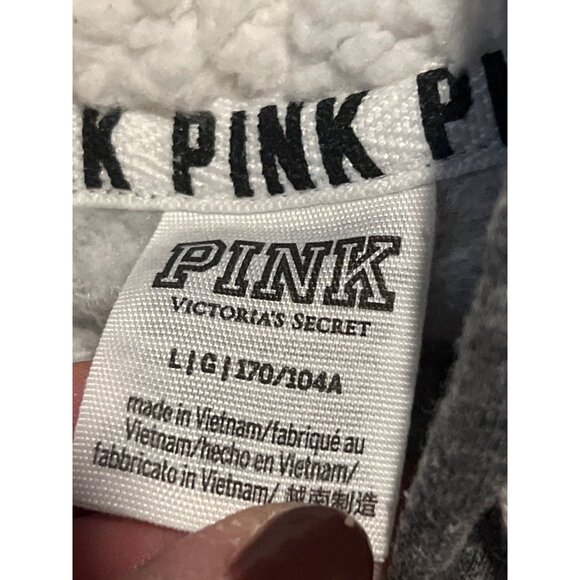 K PINK PI
PINK
VICTORIA'S SECRET
L|G|170/104A
made in Vietnam/fabriqué au
Vietnam/hecho en Vietnam/
fabbricato in Vietnam/ 越南制造